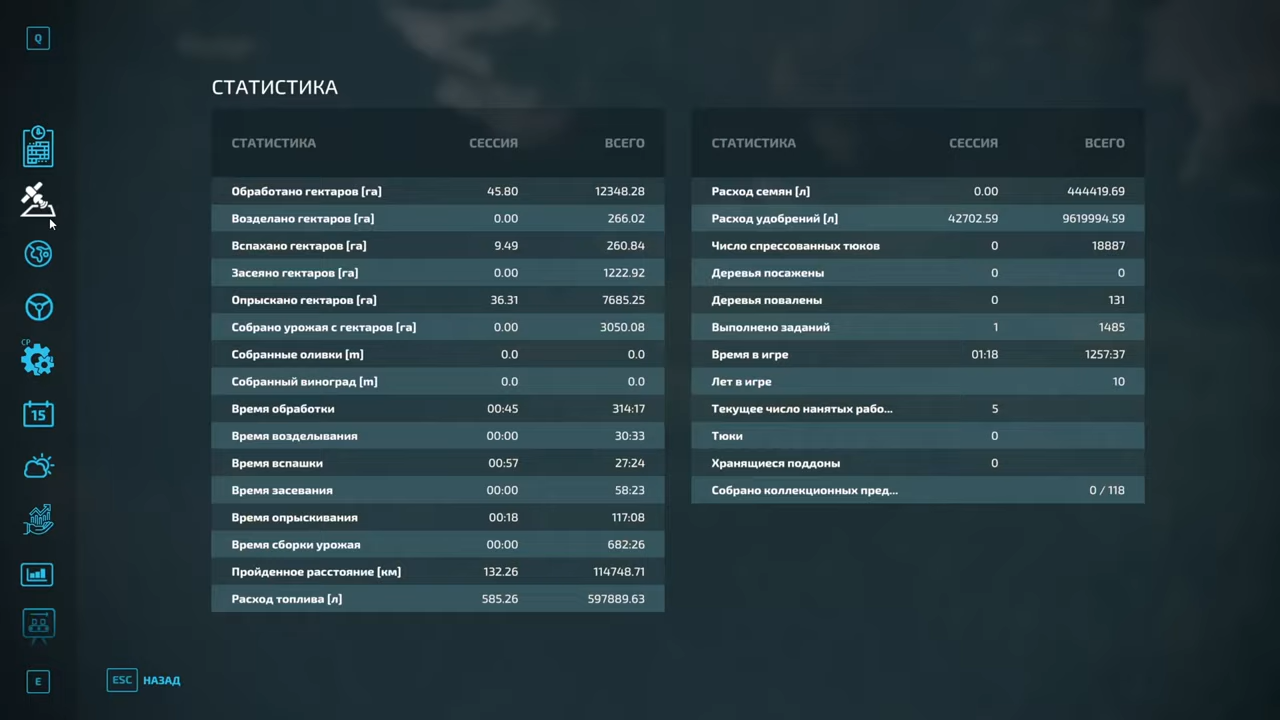 Q
СТАТИСТИКА
СТАТИСТИКА СЕССИЯ ВСЕГО
Обработано гектаров [га] 45.80 12348.28
Возделано гектаров [га] 0.00 266.02
Вспахано гектаров [га] 9.49 260.84
Засеяно гектаров [га] 0.00 1222.92
Опрыскано гектаров [га] 36.31 7685.25
Собрано урожая с гектаров [га] 0.00 3050.08
Собранные оливки [m] 0.0 0.0
Собранный виноград [m] 0.0 0.0
Время обработки 00:45 314:17
Время возделывания 00:00 30:33
Время вспашки 00:57 27:24
Время засевания 00:00 58:23
Время опрыскивания 00:18 117:08
Время сборки урожая 00:00 682:26
Пройденное расстояние [км] 132.26 114748.71
Расход топлива [л] 585.26 597889.63
СТАТИСТИКА СЕССИЯ ВСЕГО
Расход семян [л] 0.00 444419.69
Расход удобрений [л] 42702.59 9619994.59
Число спрессованных тюков 0 18887
Деревья посажены 0 0
Деревья повалены 0 131
Выполнено заданий 1 1485
Время в игре 01:18 1257:37
Лет в игре 10
Текущее число нанятых рабо... 5
Тюки 0
Хранящиеся поддоны 0
Собрано коллекционных пред... 0 / 118
CP
15
E
ESC НАЗАД